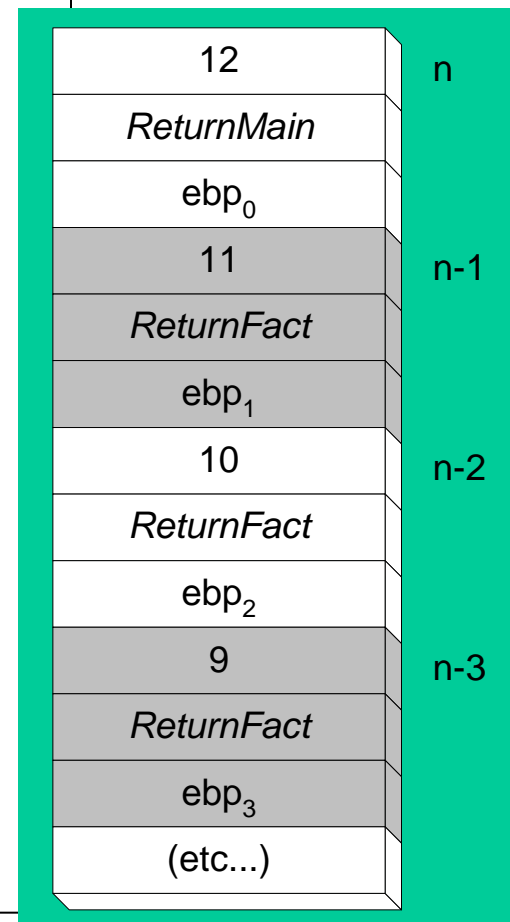 12 n
ReturnMain
ebp₀
11 n-1
ReturnFact
ebp₁
10 n-2
ReturnFact
ebp₂
9 n-3
ReturnFact
ebp₃
(etc...)